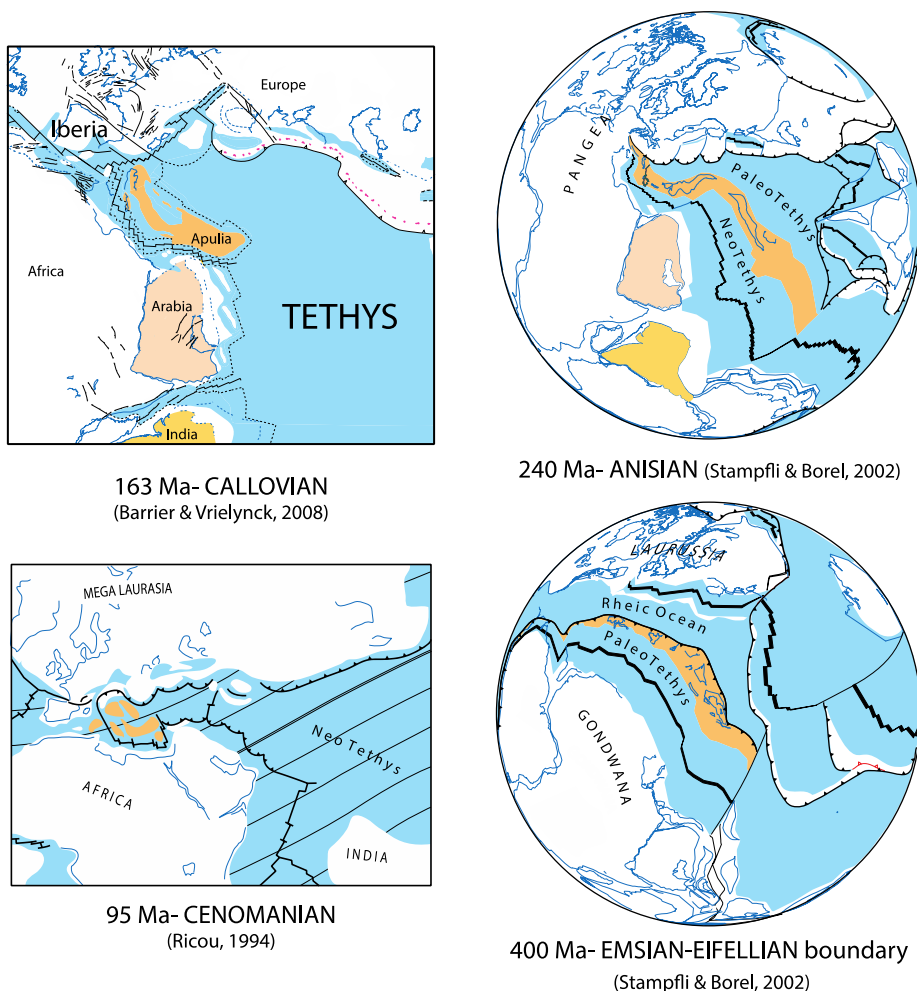 Europe
Iberia
Apulia
Africa
Arabia
TETHYS
India
163 Ma- CALLOVIAN
(Barrier & Vrielynck, 2008)
PANGEA
PaleoTethys
NeoTethys
240 Ma- ANISIAN (Stampfli & Borel, 2002)
MEGA LAURASIA
Neo Tethys
AFRICA
INDIA
95 Ma- CENOMANIAN
(Ricou, 1994)
LAURUSSIA
Rheic Ocean
PaleoTethys
GONDWANA
400 Ma- EMSIAN-EIFELLIAN boundary
(Stampfli & Borel, 2002)